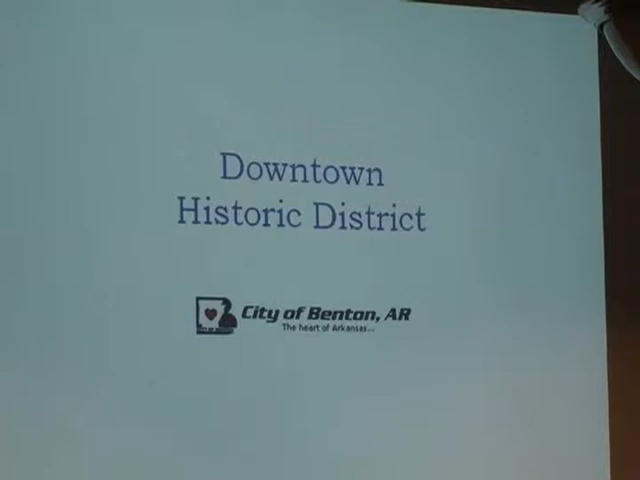 Downtown
Historic District
City of Benton, AR
The heart of Arkansas...